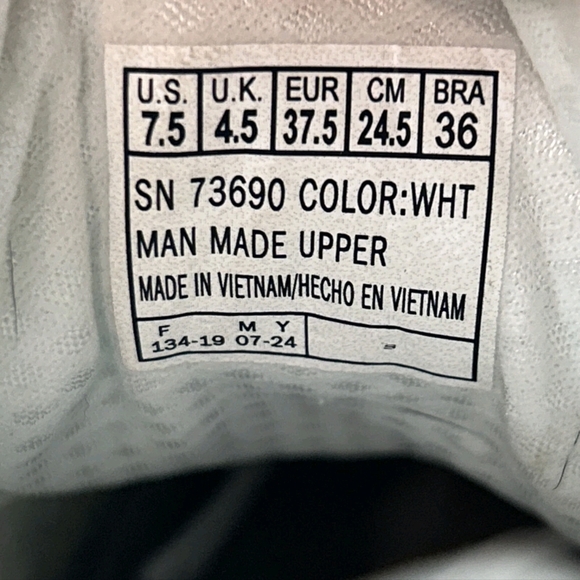 U.S. U.K. EUR CM BRA
7.5 4.5 37.5 24.5 36
SN 73690 COLOR:WHT
MAN MADE UPPER
MADE IN VIETNAM/HECHO EN VIETNAM
F M Y
134-19 07-24